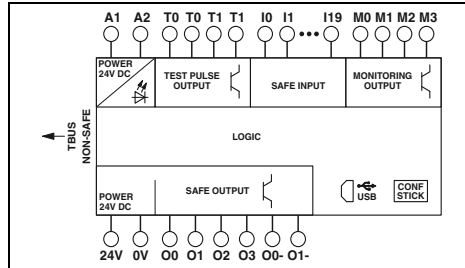 A1 A2 T0 T0 T1 T1 I0 I1 ••• I19 M0 M1 M2 M3
POWER
24V DC
TEST PULSE
OUTPUT
SAFE INPUT
MONITORING
OUTPUT
TBUS
NON-SAFE
LOGIC
POWER
24V DC
SAFE OUTPUT
USB
CONF
STICK
24V 0V O0 O1 O2 O3 O0- O1-